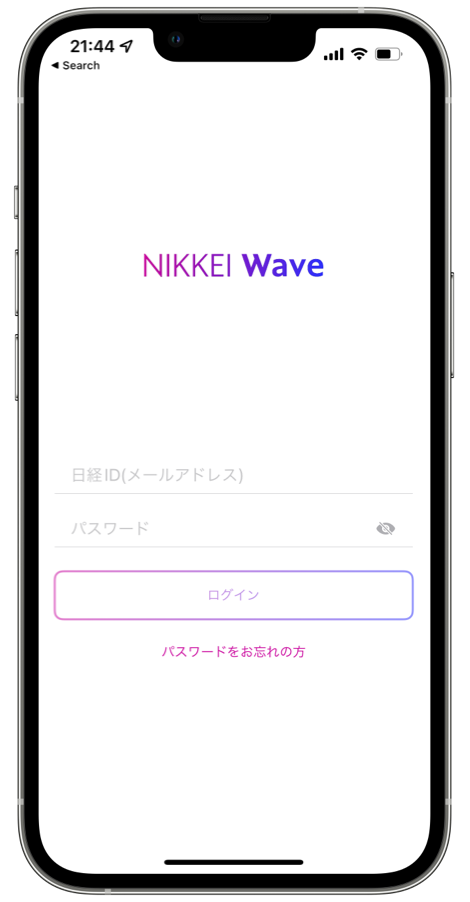 21:44
◀ Search
NIKKEI Wave
日経ID(メールアドレス)
パスワード
ログイン
パスワードをお忘れの方